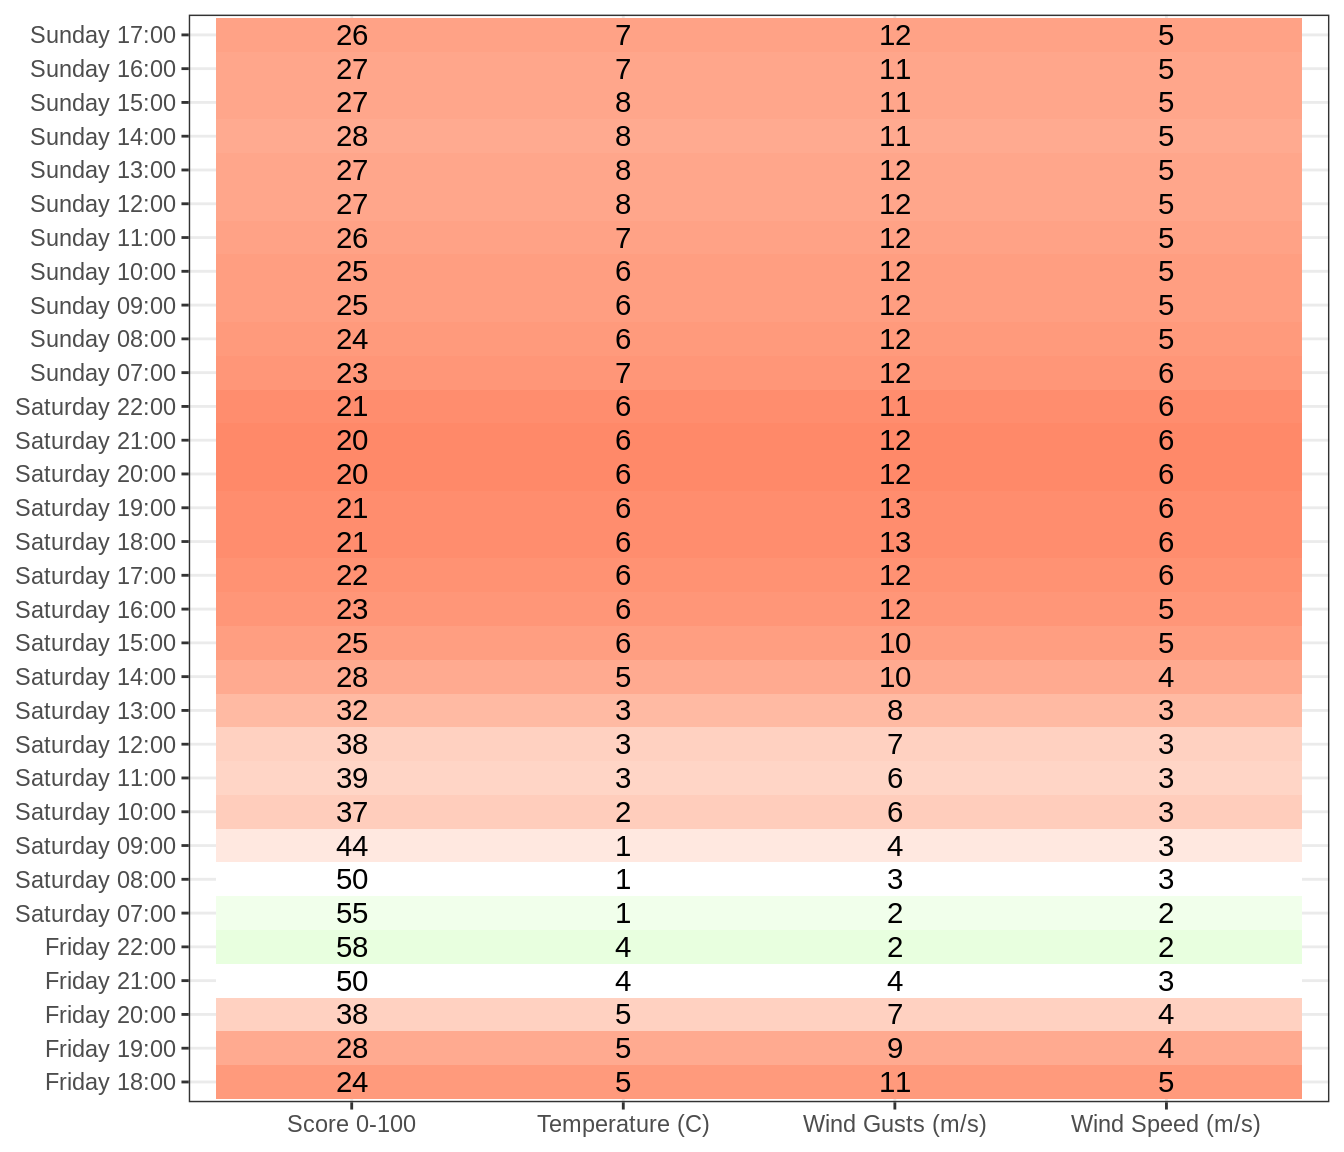 Sunday 17:00 26 7 12 5
Sunday 16:00 27 7 11 5
Sunday 15:00 27 8 11 5
Sunday 14:00 28 8 11 5
Sunday 13:00 27 8 12 5
Sunday 12:00 27 8 12 5
Sunday 11:00 26 7 12 5
Sunday 10:00 25 6 12 5
Sunday 09:00 25 6 12 5
Sunday 08:00 24 6 12 5
Sunday 07:00 23 7 12 6
Saturday 22:00 21 6 11 6
Saturday 21:00 20 6 12 6
Saturday 20:00 20 6 12 6
Saturday 19:00 21 6 13 6
Saturday 18:00 21 6 13 6
Saturday 17:00 22 6 12 6
Saturday 16:00 23 6 12 5
Saturday 15:00 25 6 10 5
Saturday 14:00 28 5 10 4
Saturday 13:00 32 3 8 3
Saturday 12:00 38 3 7 3
Saturday 11:00 39 3 6 3
Saturday 10:00 37 2 6 3
Saturday 09:00 44 1 4 3
Saturday 08:00 50 1 3 3
Saturday 07:00 55 1 2 2
Friday 22:00 58 4 2 2
Friday 21:00 50 4 4 3
Friday 20:00 38 5 7 4
Friday 19:00 28 5 9 4
Friday 18:00 24 5 11 5
Score 0-100 Temperature (C) Wind Gusts (m/s) Wind Speed (m/s)